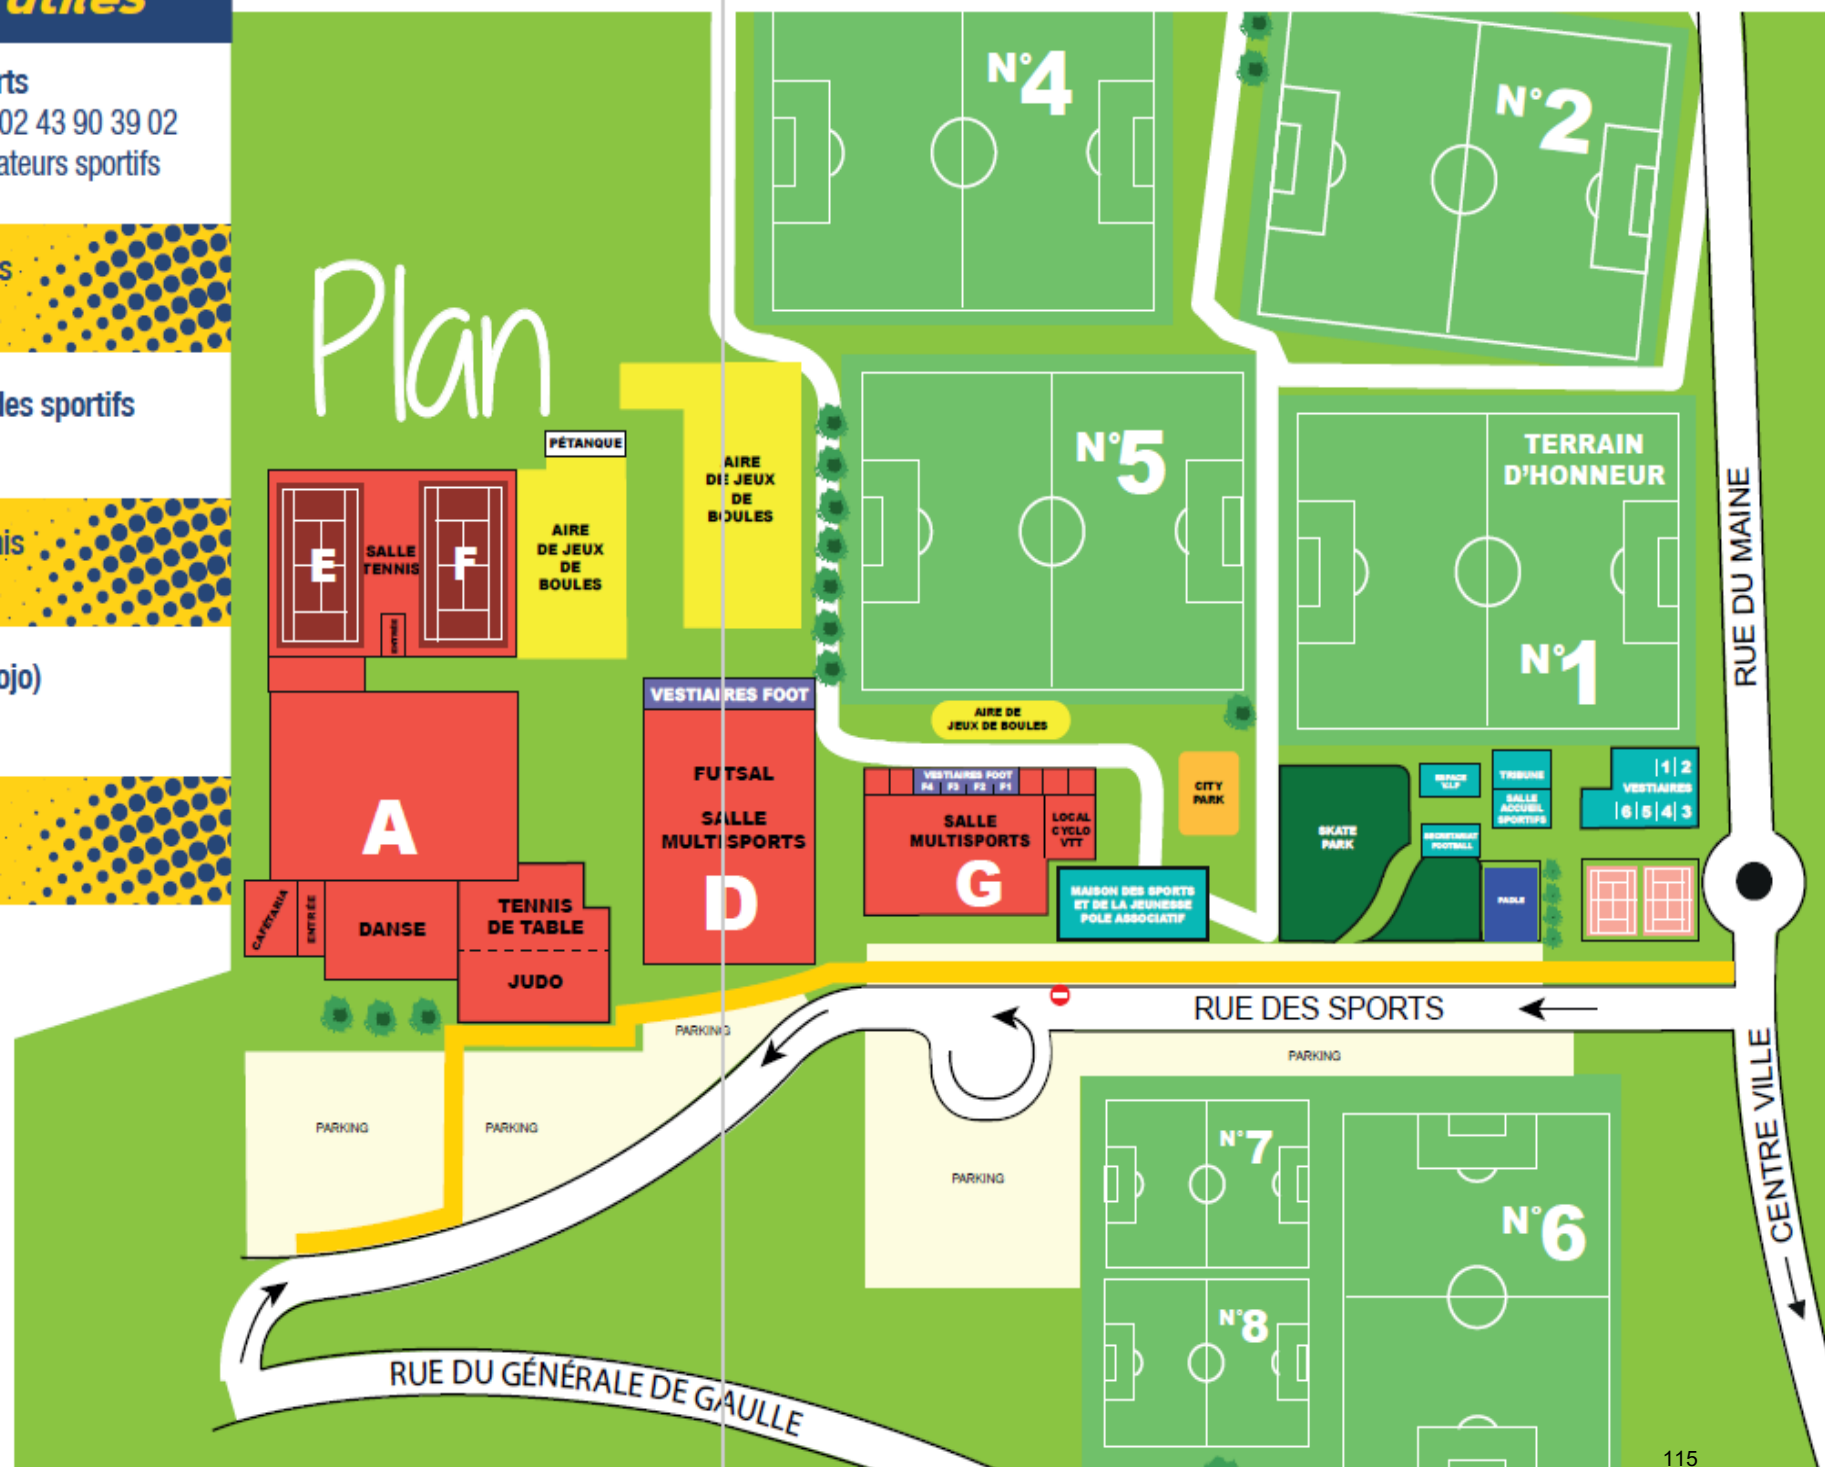 utiles
rts
02 43 90 39 02
ateurs sportifs
s
les sportifs
nis
ojo)
Plan
N°4
N°2
N°5
TERRAIN
D'HONNEUR
N°1
RUE DU MAINE
PÉTANQUE
AIRE
DE JEUX
DE
BOULES
AIRE
DE JEUX
DE
BOULES
E
SALLE
TENNIS
F
ENTRÉE
VESTIAIRES FOOT
FUTSAL
SALLE
MULTISPORTS
D
A
CAFÉTARIA
ENTRÉE
DANSE
TENNIS
DE TABLE
JUDO
AIRE DE
JEUX DE BOULES
VESTIAIRES FOOT
F4 F3 F2 F1
SALLE
MULTISPORTS
G
LOCAL
CYCLO
VTT
CITY
PARK
MAISON DES SPORTS
ET DE LA JEUNESSE
POLE ASSOCIATIF
SKATE
PARK
ESPACE
V.I.P
TRIBUNE
SALLE
ACCUEIL
SPORTIFS
SECRETARIAT
FOOTBALL
PADLE
1 2
VESTIAIRES
6 5 4 3
RUE DES SPORTS
PARKING
PARKING
PARKING
PARKING
PARKING
N°7
N°8
N°6
CENTRE VILLE
RUE DU GÉNÉRALE DE GAULLE
115